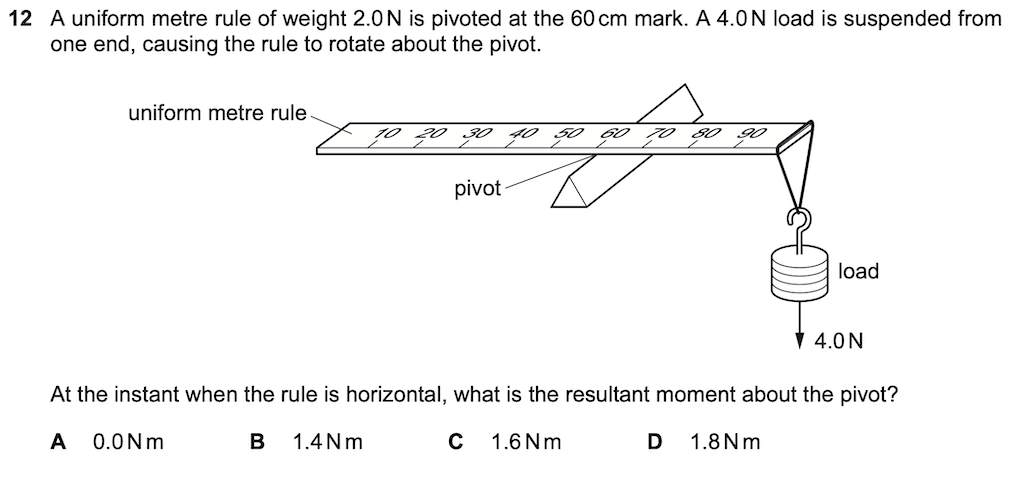 12 A uniform metre rule of weight 2.0 N is pivoted at the 60 cm mark. A 4.0 N load is suspended from
one end, causing the rule to rotate about the pivot.
uniform metre rule
10 20 30 40 50 60 70 80 90
pivot
load
4.0 N
At the instant when the rule is horizontal, what is the resultant moment about the pivot?
A 0.0 N m B 1.4 N m C 1.6 N m D 1.8 N m